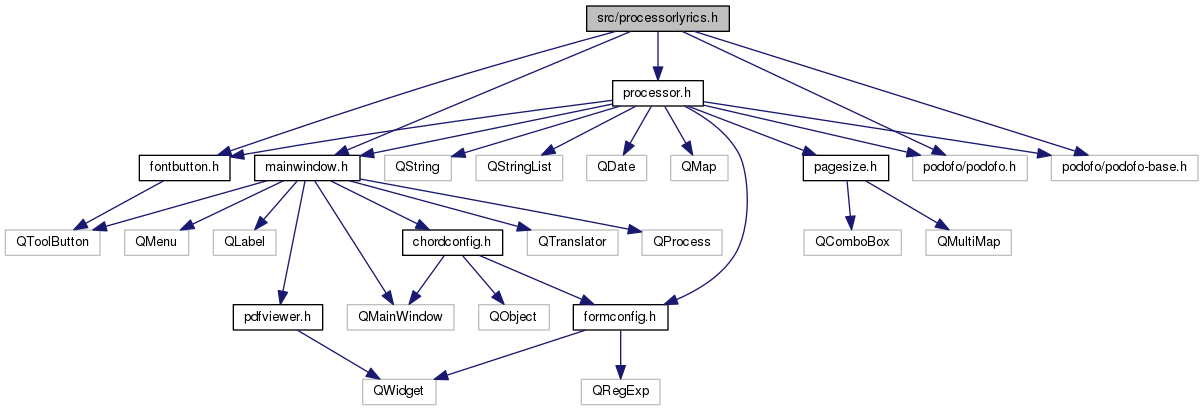 src/processorlyrics.h
processor.h
fontbutton.h
mainwindow.h
QString
QStringList
QDate
QMap
pagesize.h
podofo/podofo.h
podofo/podofo-base.h
QToolButton
QMenu
QLabel
chordconfig.h
QTranslator
QProcess
QComboBox
QMultiMap
pdfviewer.h
QMainWindow
QObject
formconfig.h
QWidget
QRegExp